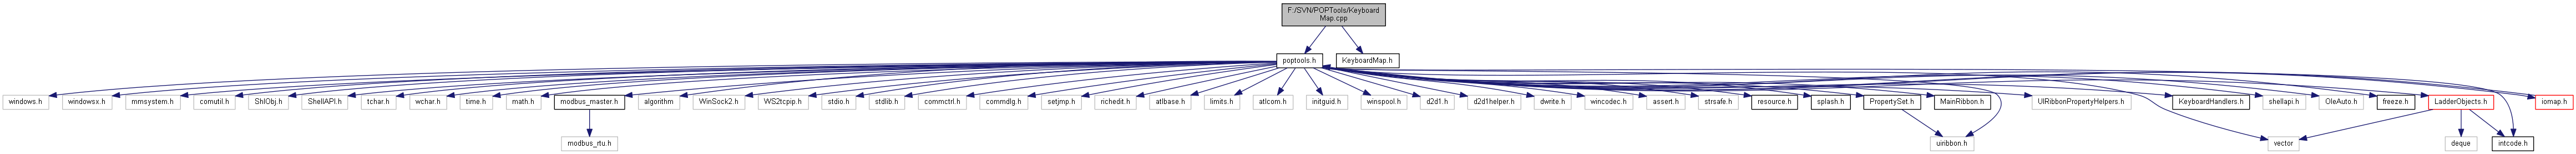 F:/SVN/POPTools/Keyboard
Map.cpp
poptools.h
KeyboardMap.h
windows.h
windowsx.h
mmsystem.h
comutil.h
ShlObj.h
ShellAPI.h
tchar.h
wchar.h
time.h
math.h
modbus_master.h
algorithm
WinSock2.h
WS2tcpip.h
stdio.h
stdlib.h
commctrl.h
commdlg.h
setjmp.h
richedit.h
atlbase.h
limits.h
atlcom.h
initguid.h
winspool.h
d2d1.h
d2d1helper.h
dwrite.h
wincodec.h
assert.h
strsafe.h
resource.h
splash.h
PropertySet.h
MainRibbon.h
UIRibbonPropertyHelpers.h
KeyboardHandlers.h
shellapi.h
OleAuto.h
freeze.h
LadderObjects.h
iomap.h
modbus_rtu.h
uiribbon.h
vector
deque
intcode.h